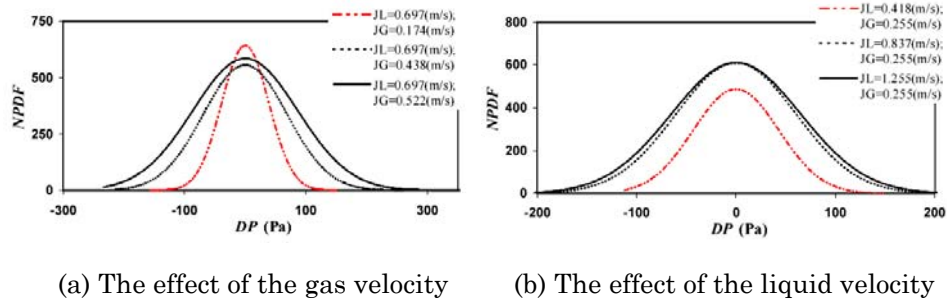 750
500
250
0
NPDF
-300
-100
100
300
DP (Pa)
JL=0.697(m/s);
JG=0.174(m/s)
JL=0.697(m/s);
JG=0.438(m/s)
JL=0.697(m/s);
JG=0.522(m/s)
(a) The effect of the gas velocity
800
600
400
200
0
NPDF
-200
-100
0
100
200
DP (Pa)
JL=0.418(m/s);
JG=0.255(m/s)
JL=0.837(m/s);
JG=0.255(m/s)
JL=1.255(m/s);
JG=0.255(m/s)
(b) The effect of the liquid velocity